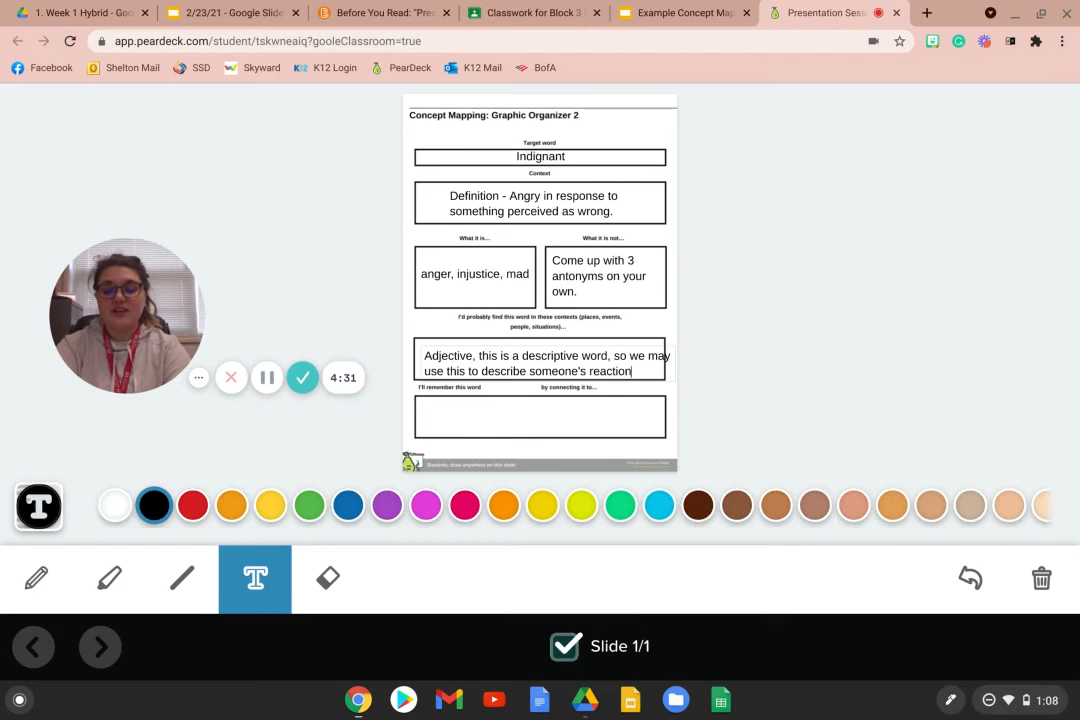 1. Week 1 Hybrid - Goo
2/23/21 - Google Slide
Before You Read: "Pres
Classwork for Block 3
Example Concept Map
Presentation Sess
app.peardeck.com/student/tskwneaiq?gooleClassroom=true
Facebook
Shelton Mail
SSD
Skyward
K12 K12 Login
PearDeck
K12 Mail
BofA
Concept Mapping: Graphic Organizer 2
Target word
Indignant
Context
Definition - Angry in response to
something perceived as wrong.
What it is...
What it is not...
anger, injustice, mad
Come up with 3
antonyms on your
own.
I'd probably find this word in these contexts (places, events,
people, situations)...
Adjective, this is a descriptive word, so we may
use this to describe someone's reaction
I'll remember this word by connecting it to...
Students, draw anywhere on this slide!
4:31
T
T
Slide 1/1
1:08